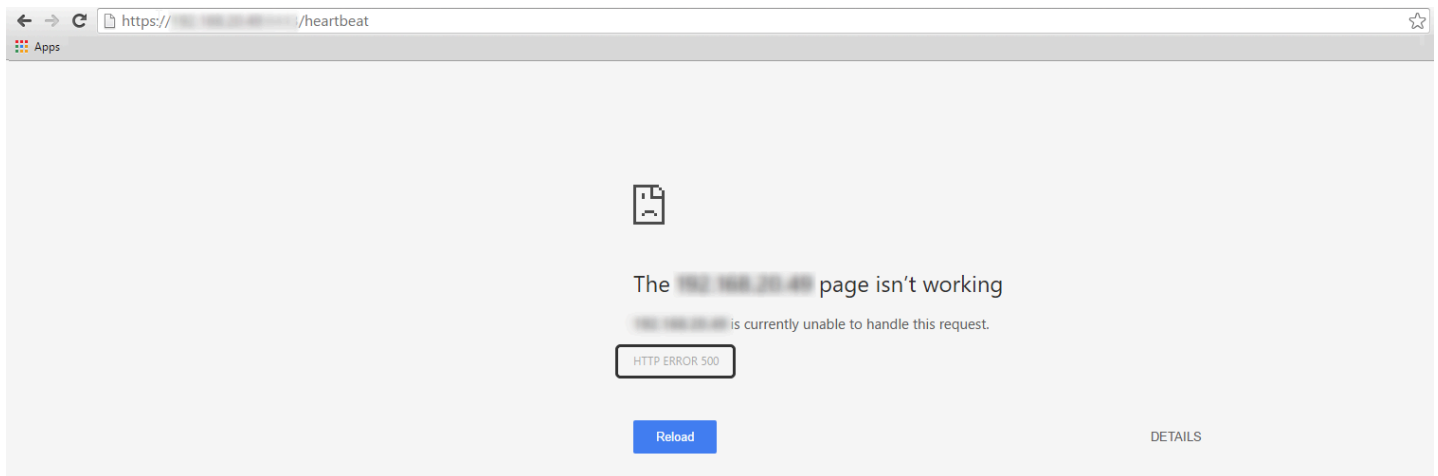 https:// /heartbeat
Apps
The page isn't working
is currently unable to handle this request.
HTTP ERROR 500
Reload
DETAILS